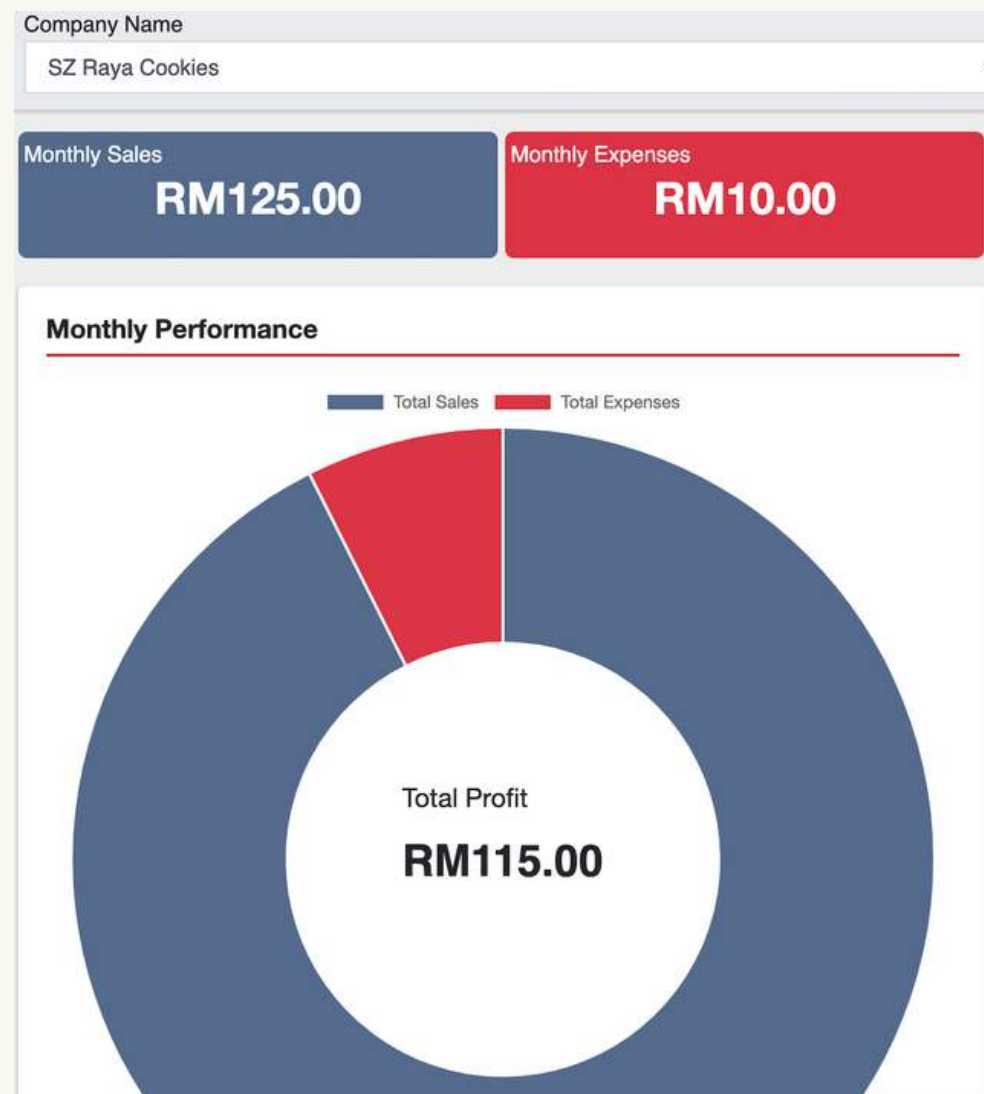 Company Name
SZ Raya Cookies
Monthly Sales
RM125.00
Monthly Expenses
RM10.00
Monthly Performance
Total Sales Total Expenses
Total Profit
RM115.00